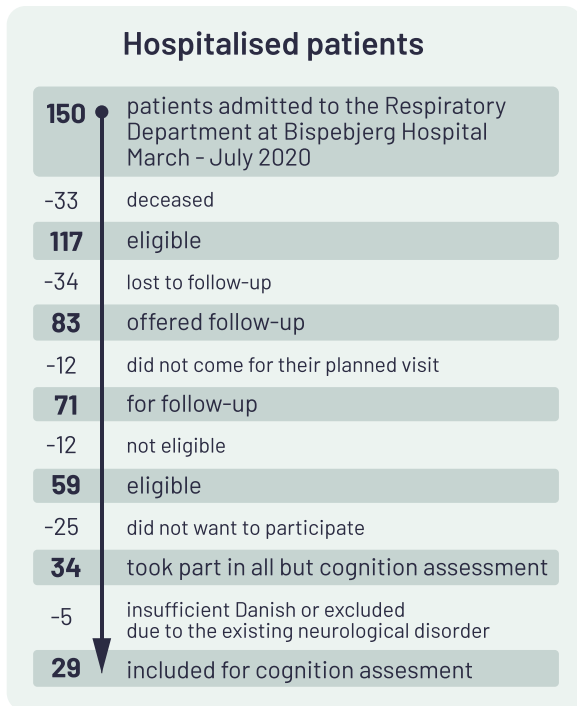 Hospitalised patients
150 patients admitted to the Respiratory
Department at Bispebjerg Hospital
March - July 2020
-33 deceased
117 eligible
-34 lost to follow-up
83 offered follow-up
-12 did not come for their planned visit
71 for follow-up
-12 not eligible
59 eligible
-25 did not want to participate
34 took part in all but cognition assessment
-5 insufficient Danish or excluded
due to the existing neurological disorder
29 included for cognition assesment